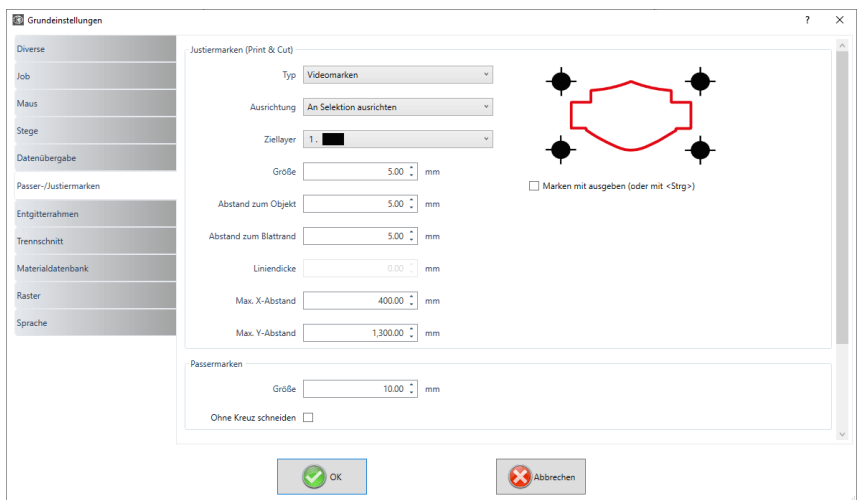 Grundeinstellungen
?
Diverse
Job
Maus
Stege
Datenübergabe
Passer-/Justiermarken
Entgitterrahmen
Trennschnitt
Materialdatenbank
Raster
Sprache
Justiermarken (Print & Cut)
Typ Videomarken
Ausrichtung An Selektion ausrichten
Ziellayer 1 .
Größe 5.00 mm
Abstand zum Objekt 5.00 mm
Abstand zum Blattrand 5.00 mm
Liniendicke 0.00 mm
Max. X-Abstand 400.00 mm
Max. Y-Abstand 1,300.00 mm
Marken mit ausgeben (oder mit <Strg>)
Passermarken
Größe 10.00 mm
Ohne Kreuz schneiden
OK
Abbrechen